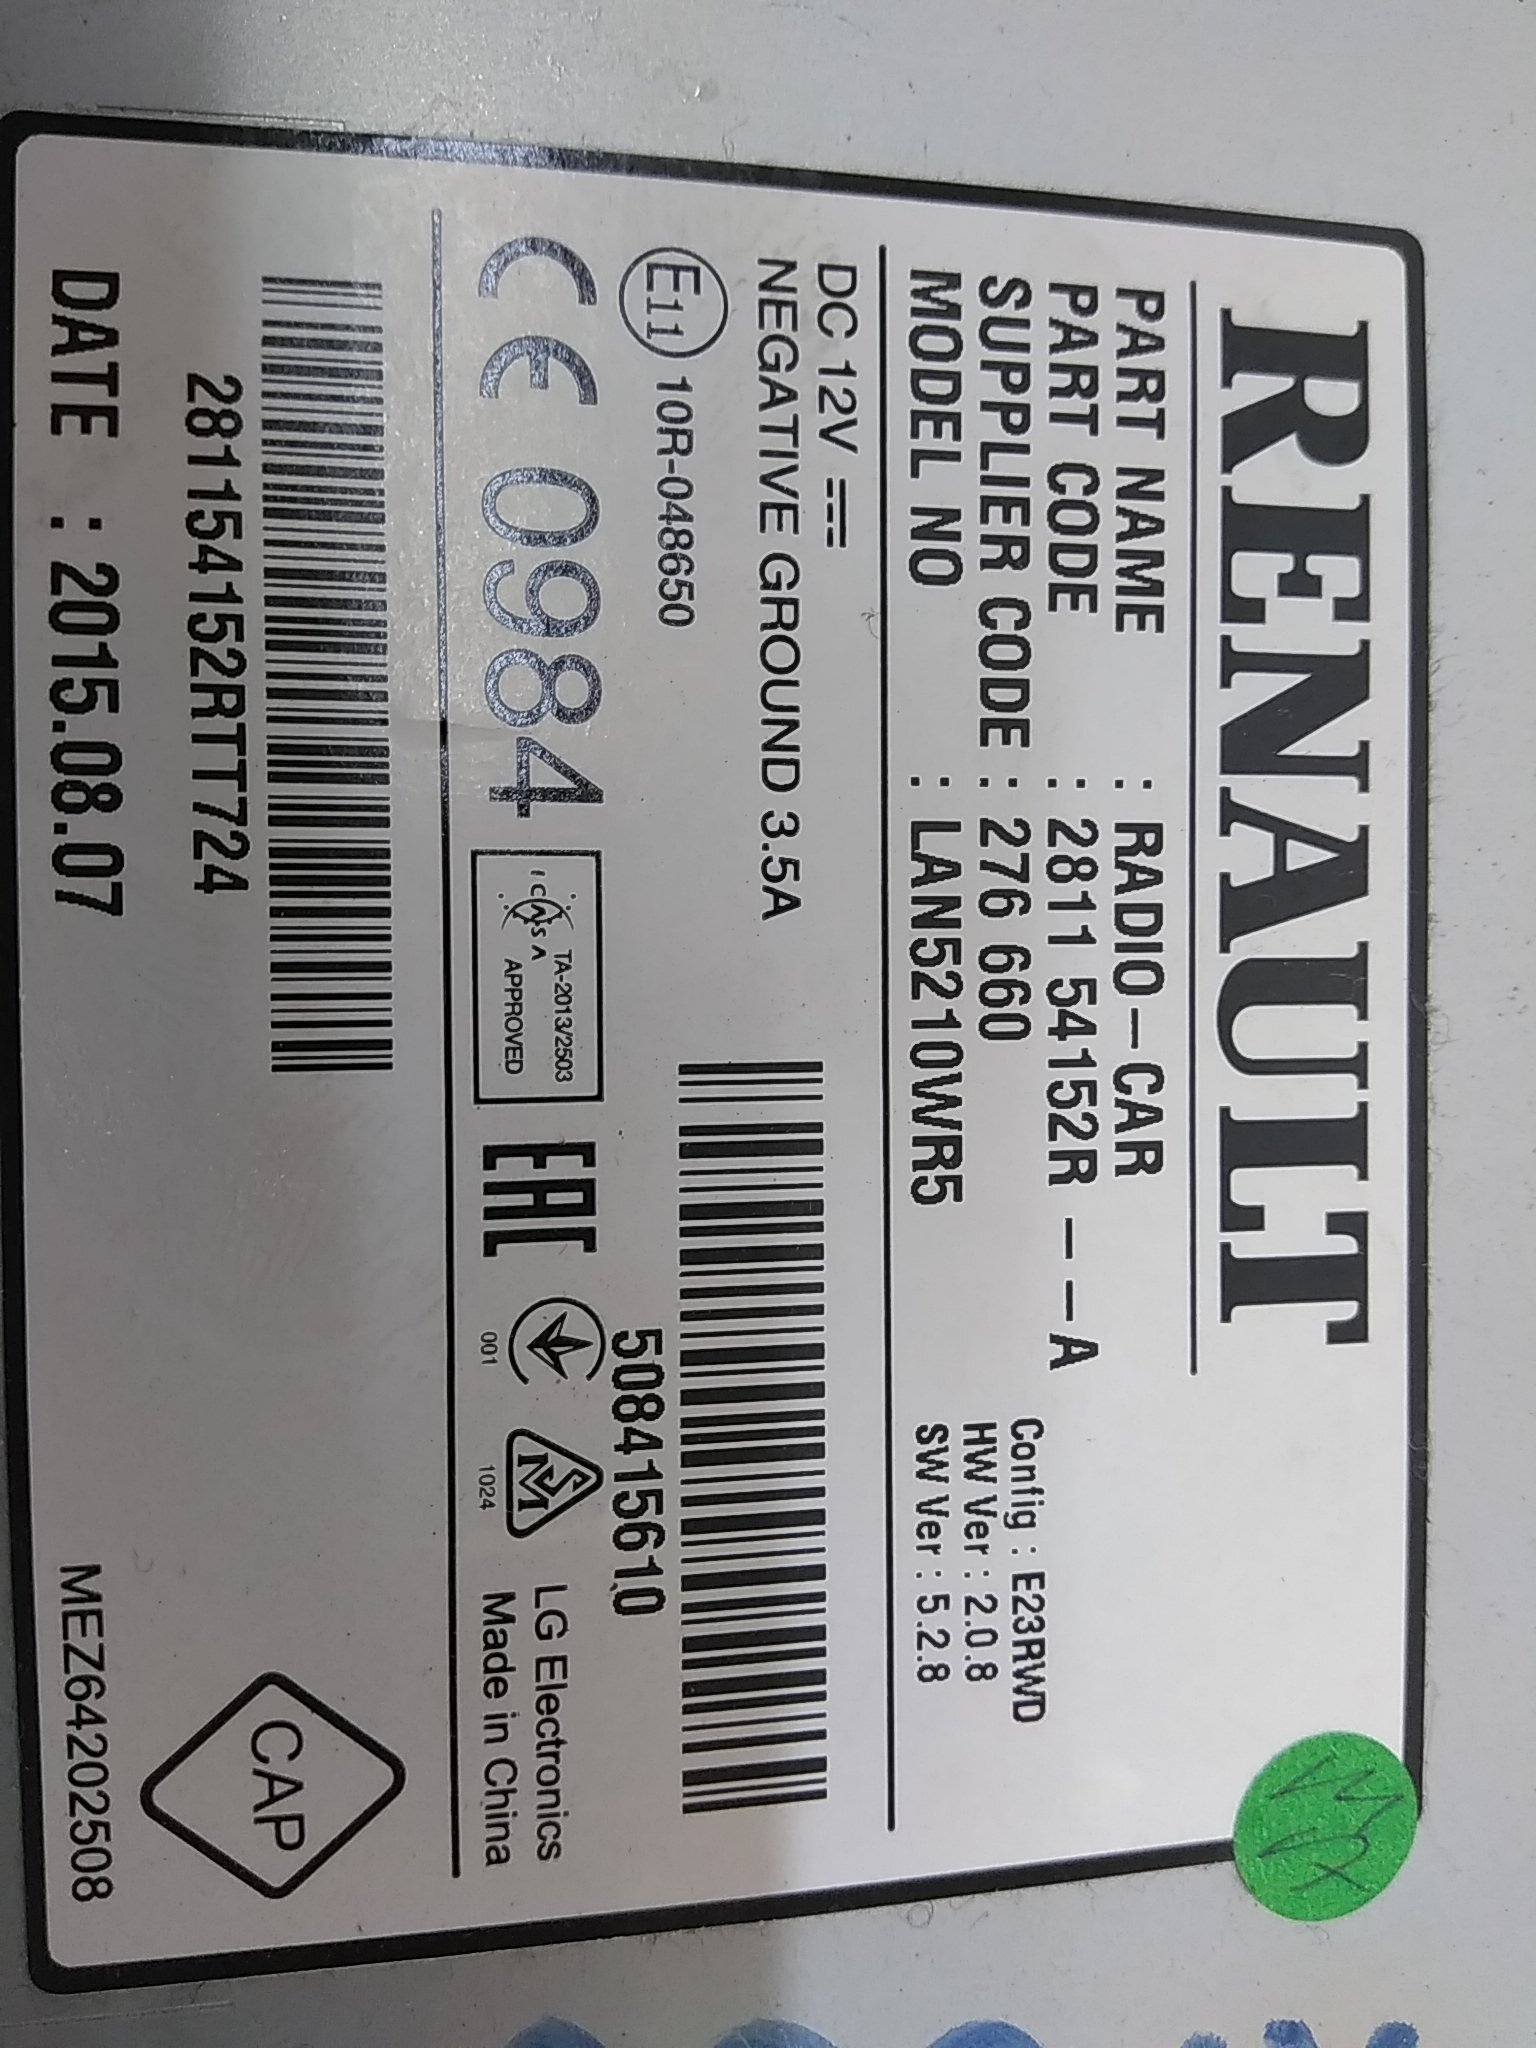 RENAULT
PART NAME : RADIO-CAR
PART CODE : 2811 54152R --A
SUPPLIER CODE : 276 660
MODEL NO : LAN5210WR5
Config : E23RWD
HW Ver : 2.0.8
SW Ver : 5.2.8
DC 12V
NEGATIVE GROUND 3.5A
E11 10R-048650
508415610
CE 0984
ICASA
TA-2013/2503
APPROVED
EAC
001
SM
1024
LG Electronics
Made in China
281154152RTT724
CAP
DATE : 2015.08.07
MEZ64202508